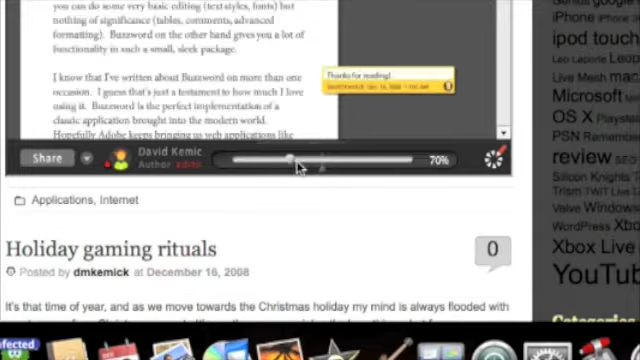 you can do some very basic editing (text styles, fonts) but
nothing of significance (tables, comments, advanced
formatting). Buzzword on the other hand gives you a lot of
functionality in such a small, sleek package.
I know that I've written about Buzzword on more than one
occasion. I guess that's just a testament to how much I love
using it. Buzzword is the perfect implementation of a
classic application brought into the modern world.
Hopefully Adobe keeps bringing us web applications like
Thanks for reading!
Share
David Kemic
Author
70%
Applications, Internet
Holiday gaming rituals
0
Posted by dmkemick at December 16, 2008
It's that time of year, and as we move towards the Christmas holiday my mind is always flooded with
google
iPhone
ipod touch
Leo Laporte
Live Mesh
Microsoft
OS X
PSN
review SEO
Silicon Knights
Trism TWiT Live
Valve Windows
WordPress
Xbox Live
YouTub
Categories
nfected